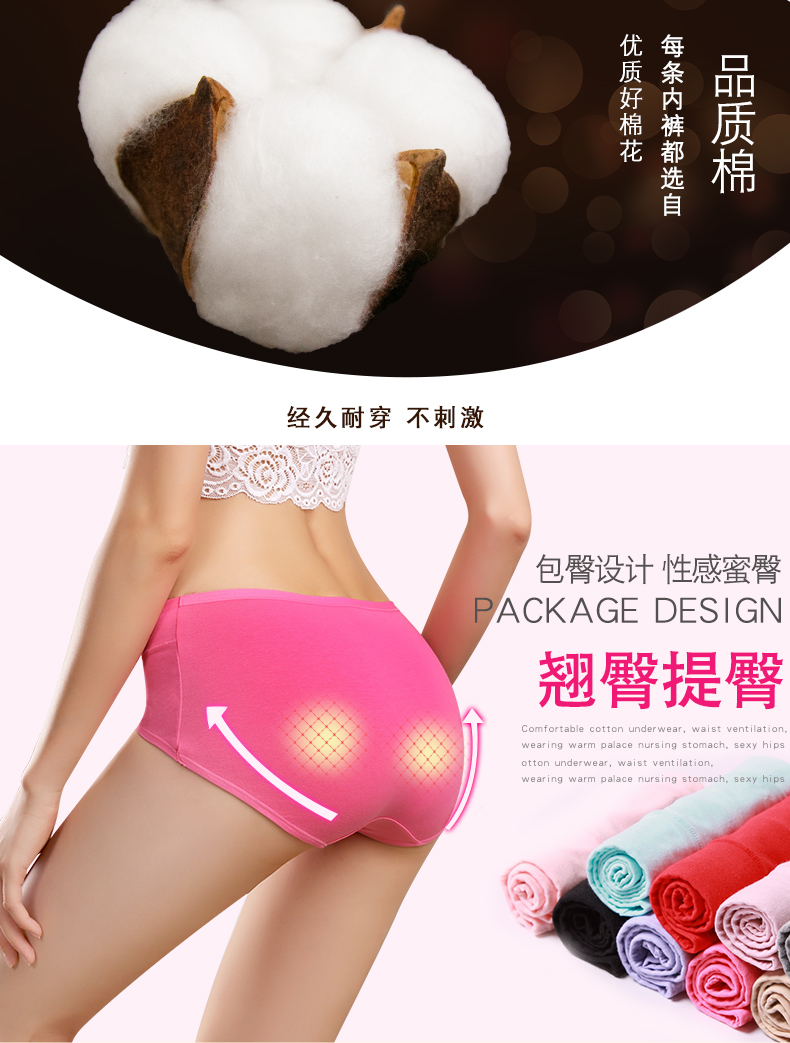 品质棉
每条内裤都选自
优质好棉花
经久耐穿 不刺激
包臀设计 性感蜜臀
PACKAGE DESIGN
翘臀提臀
Comfortable cotton underwear, waist ventilation,
wearing warm palace nursing stomach, sexy hips
otton underwear, waist ventilation,
wearing warm palace nursing stomach, sexy hips